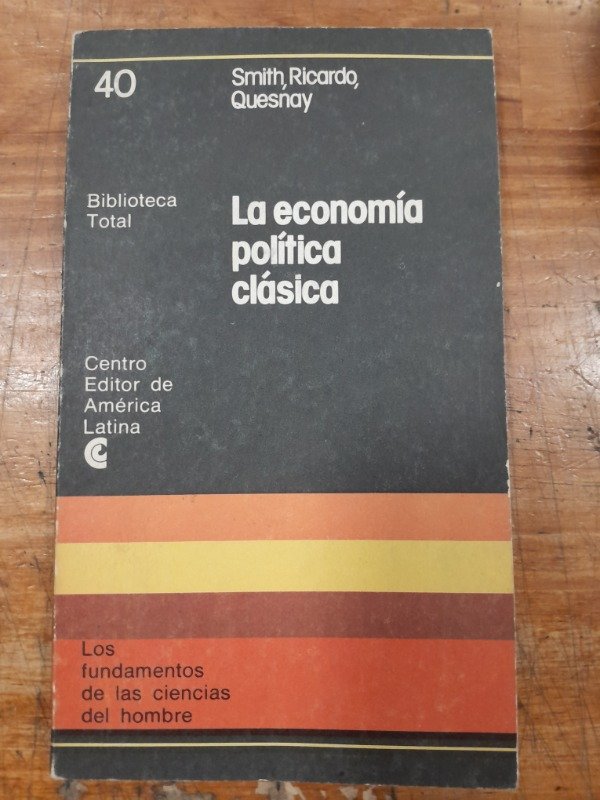 40
Smith, Ricardo,
Quesnay
Biblioteca
Total
La economía
política
clásica
Centro
Editor de
América
Latina
Los
fundamentos
de las ciencias
del hombre